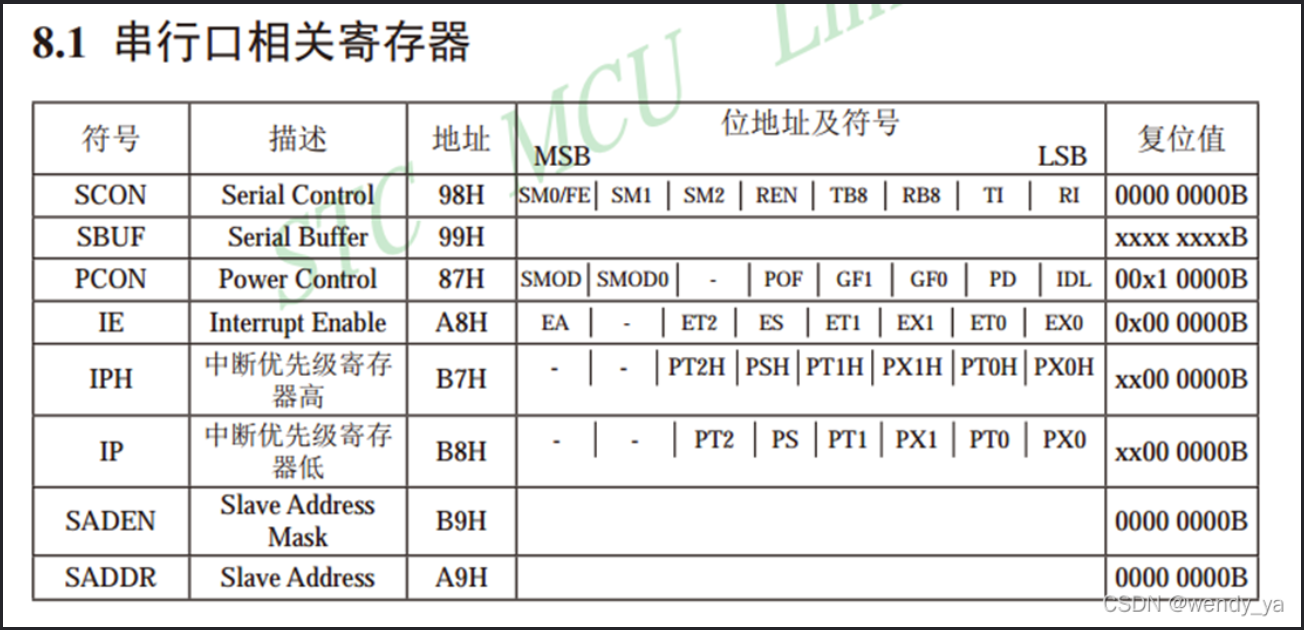 8.1 串行口相关寄存器
STC MCU Lim
符号 描述 地址 位地址及符号 复位值
MSB LSB
SCON Serial Control 98H SM0/FE SM1 SM2 REN TB8 RB8 TI RI 0000 0000B
SBUF Serial Buffer 99H xxxx xxxxB
PCON Power Control 87H SMOD SMOD0 - POF GF1 GF0 PD IDL 00x1 0000B
IE Interrupt Enable A8H EA - ET2 ES ET1 EX1 ET0 EX0 0x00 0000B
IPH 中断优先级寄存 B7H - - PT2H PSH PT1H PX1H PT0H PX0H xx00 0000B
器高
IP 中断优先级寄存 B8H - - PT2 PS PT1 PX1 PT0 PX0 xx00 0000B
器低
SADEN Slave Address B9H 0000 0000B
Mask
SADDR Slave Address A9H 0000 0000B
CSDN @wendy_ya